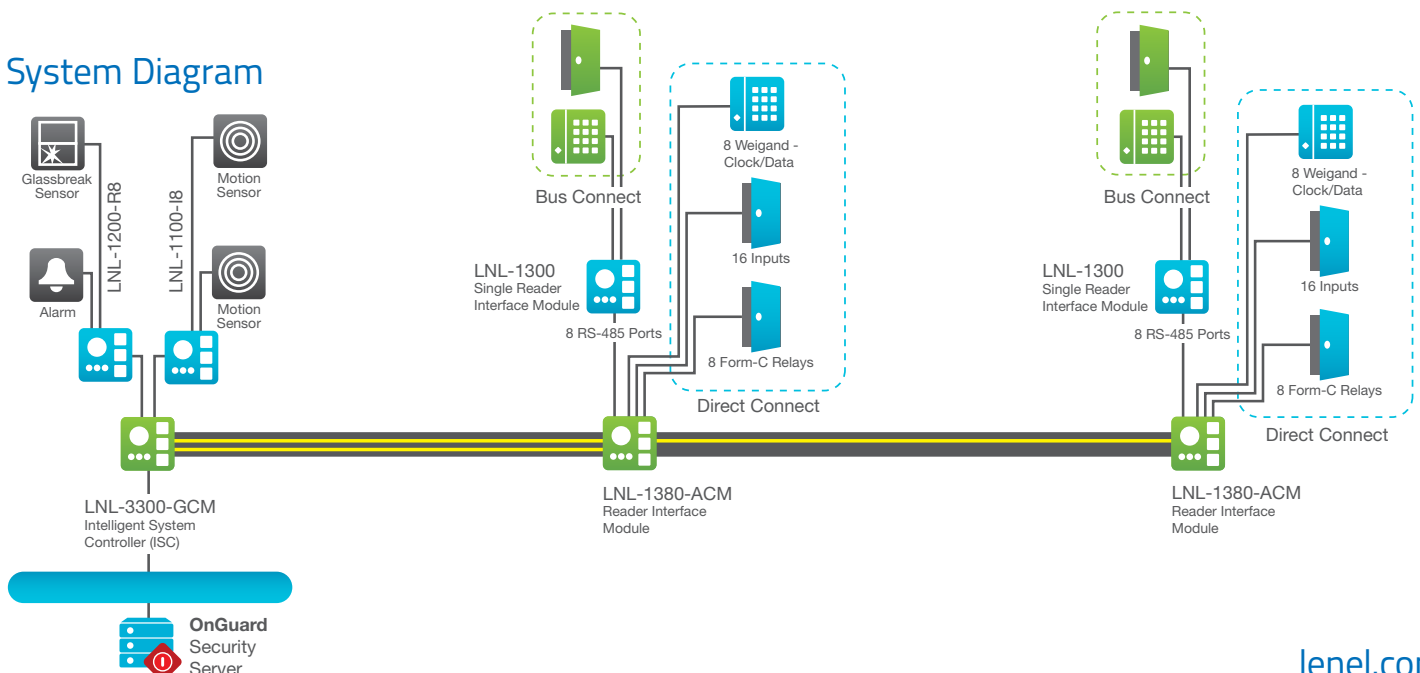 System Diagram
Glassbreak
Sensor
LNL-1200-R8
LNL-1100-I8
Motion
Sensor
Alarm
Motion
Sensor
LNL-3300-GCM
Intelligent System
Controller (ISC)
OnGuard
Security
Server
Bus Connect
LNL-1300
Single Reader
Interface Module
8 RS-485 Ports
8 Weigand -
Clock/Data
16 Inputs
8 Form-C Relays
Direct Connect
LNL-1380-ACM
Reader Interface
Module
Bus Connect
LNL-1300
Single Reader
Interface Module
8 RS-485 Ports
8 Weigand -
Clock/Data
16 Inputs
8 Form-C Relays
Direct Connect
LNL-1380-ACM
Reader Interface
Module